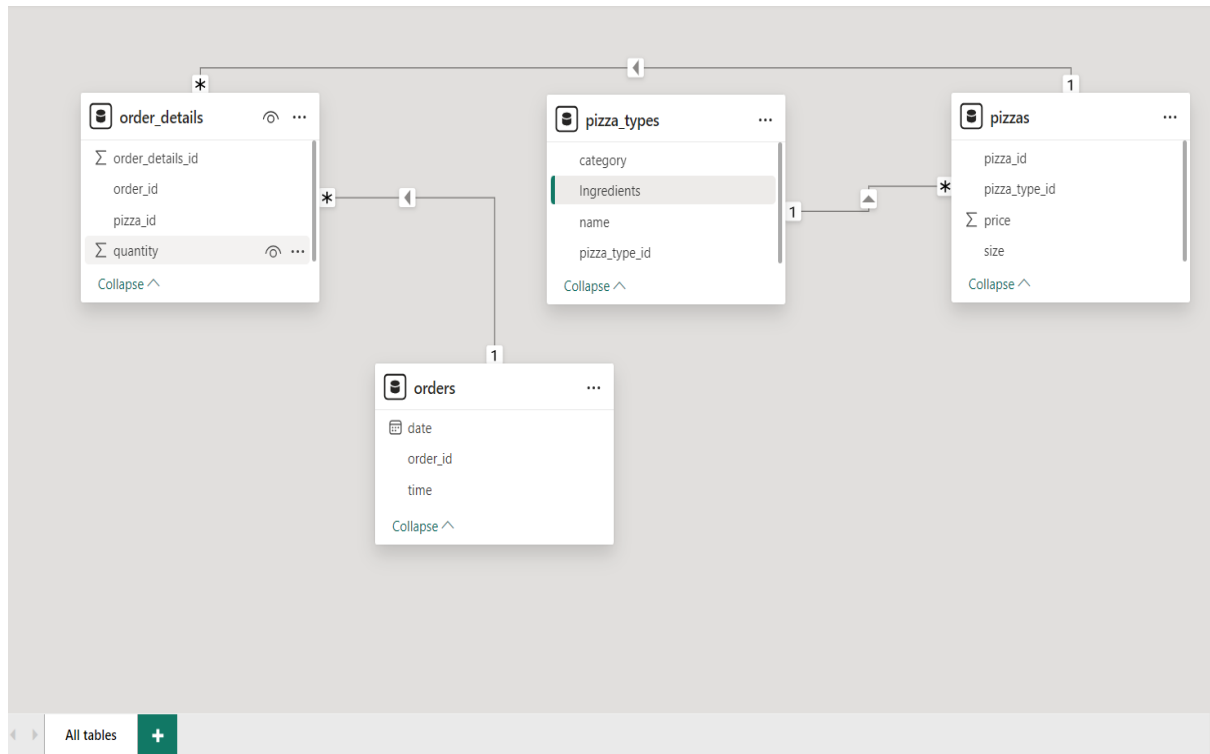 *
1
order_details
Σ order_details_id
order_id
pizza_id
Σ quantity
Collapse
*
pizza_types
category
Ingredients
name
pizza_type_id
Collapse
1
*
pizzas
pizza_id
pizza_type_id
Σ price
size
Collapse
1
orders
date
order_id
time
Collapse
All tables
+